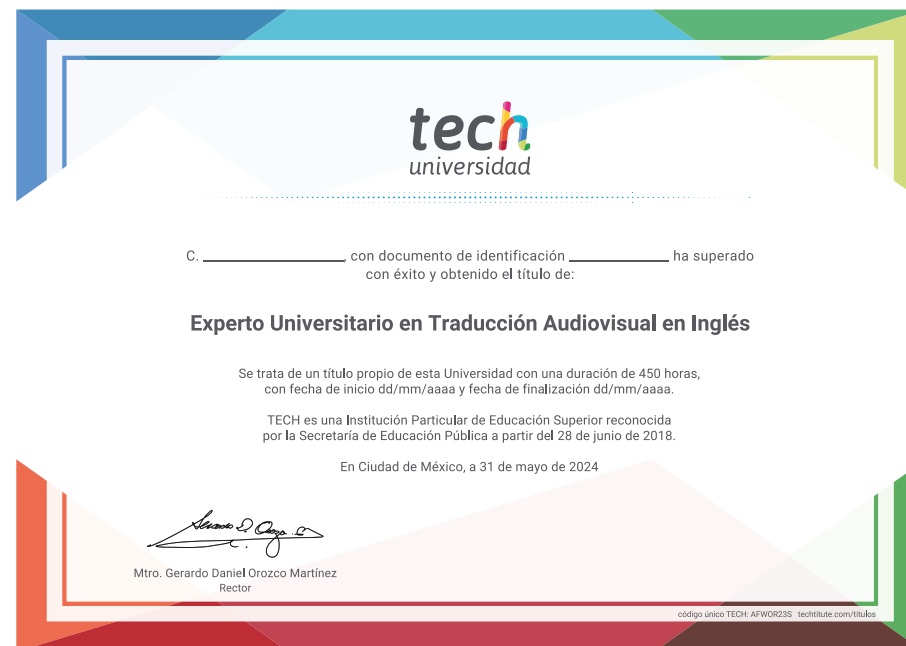 tech
universidad
C. ____________________, con documento de identificación ______________ ha superado
con éxito y obtenido el título de:
Experto Universitario en Traducción Audiovisual en Inglés
Se trata de un título propio de esta Universidad con una duración de 450 horas,
con fecha de inicio dd/mm/aaaa y fecha de finalización dd/mm/aaaa.
TECH es una Institución Particular de Educación Superior reconocida
por la Secretaría de Educación Pública a partir del 28 de junio de 2018.
En Ciudad de México, a 31 de mayo de 2024
Mtro. Gerardo Daniel Orozco Martínez
Rector
código único TECH: AFWOR23S techtitute.com/titulos